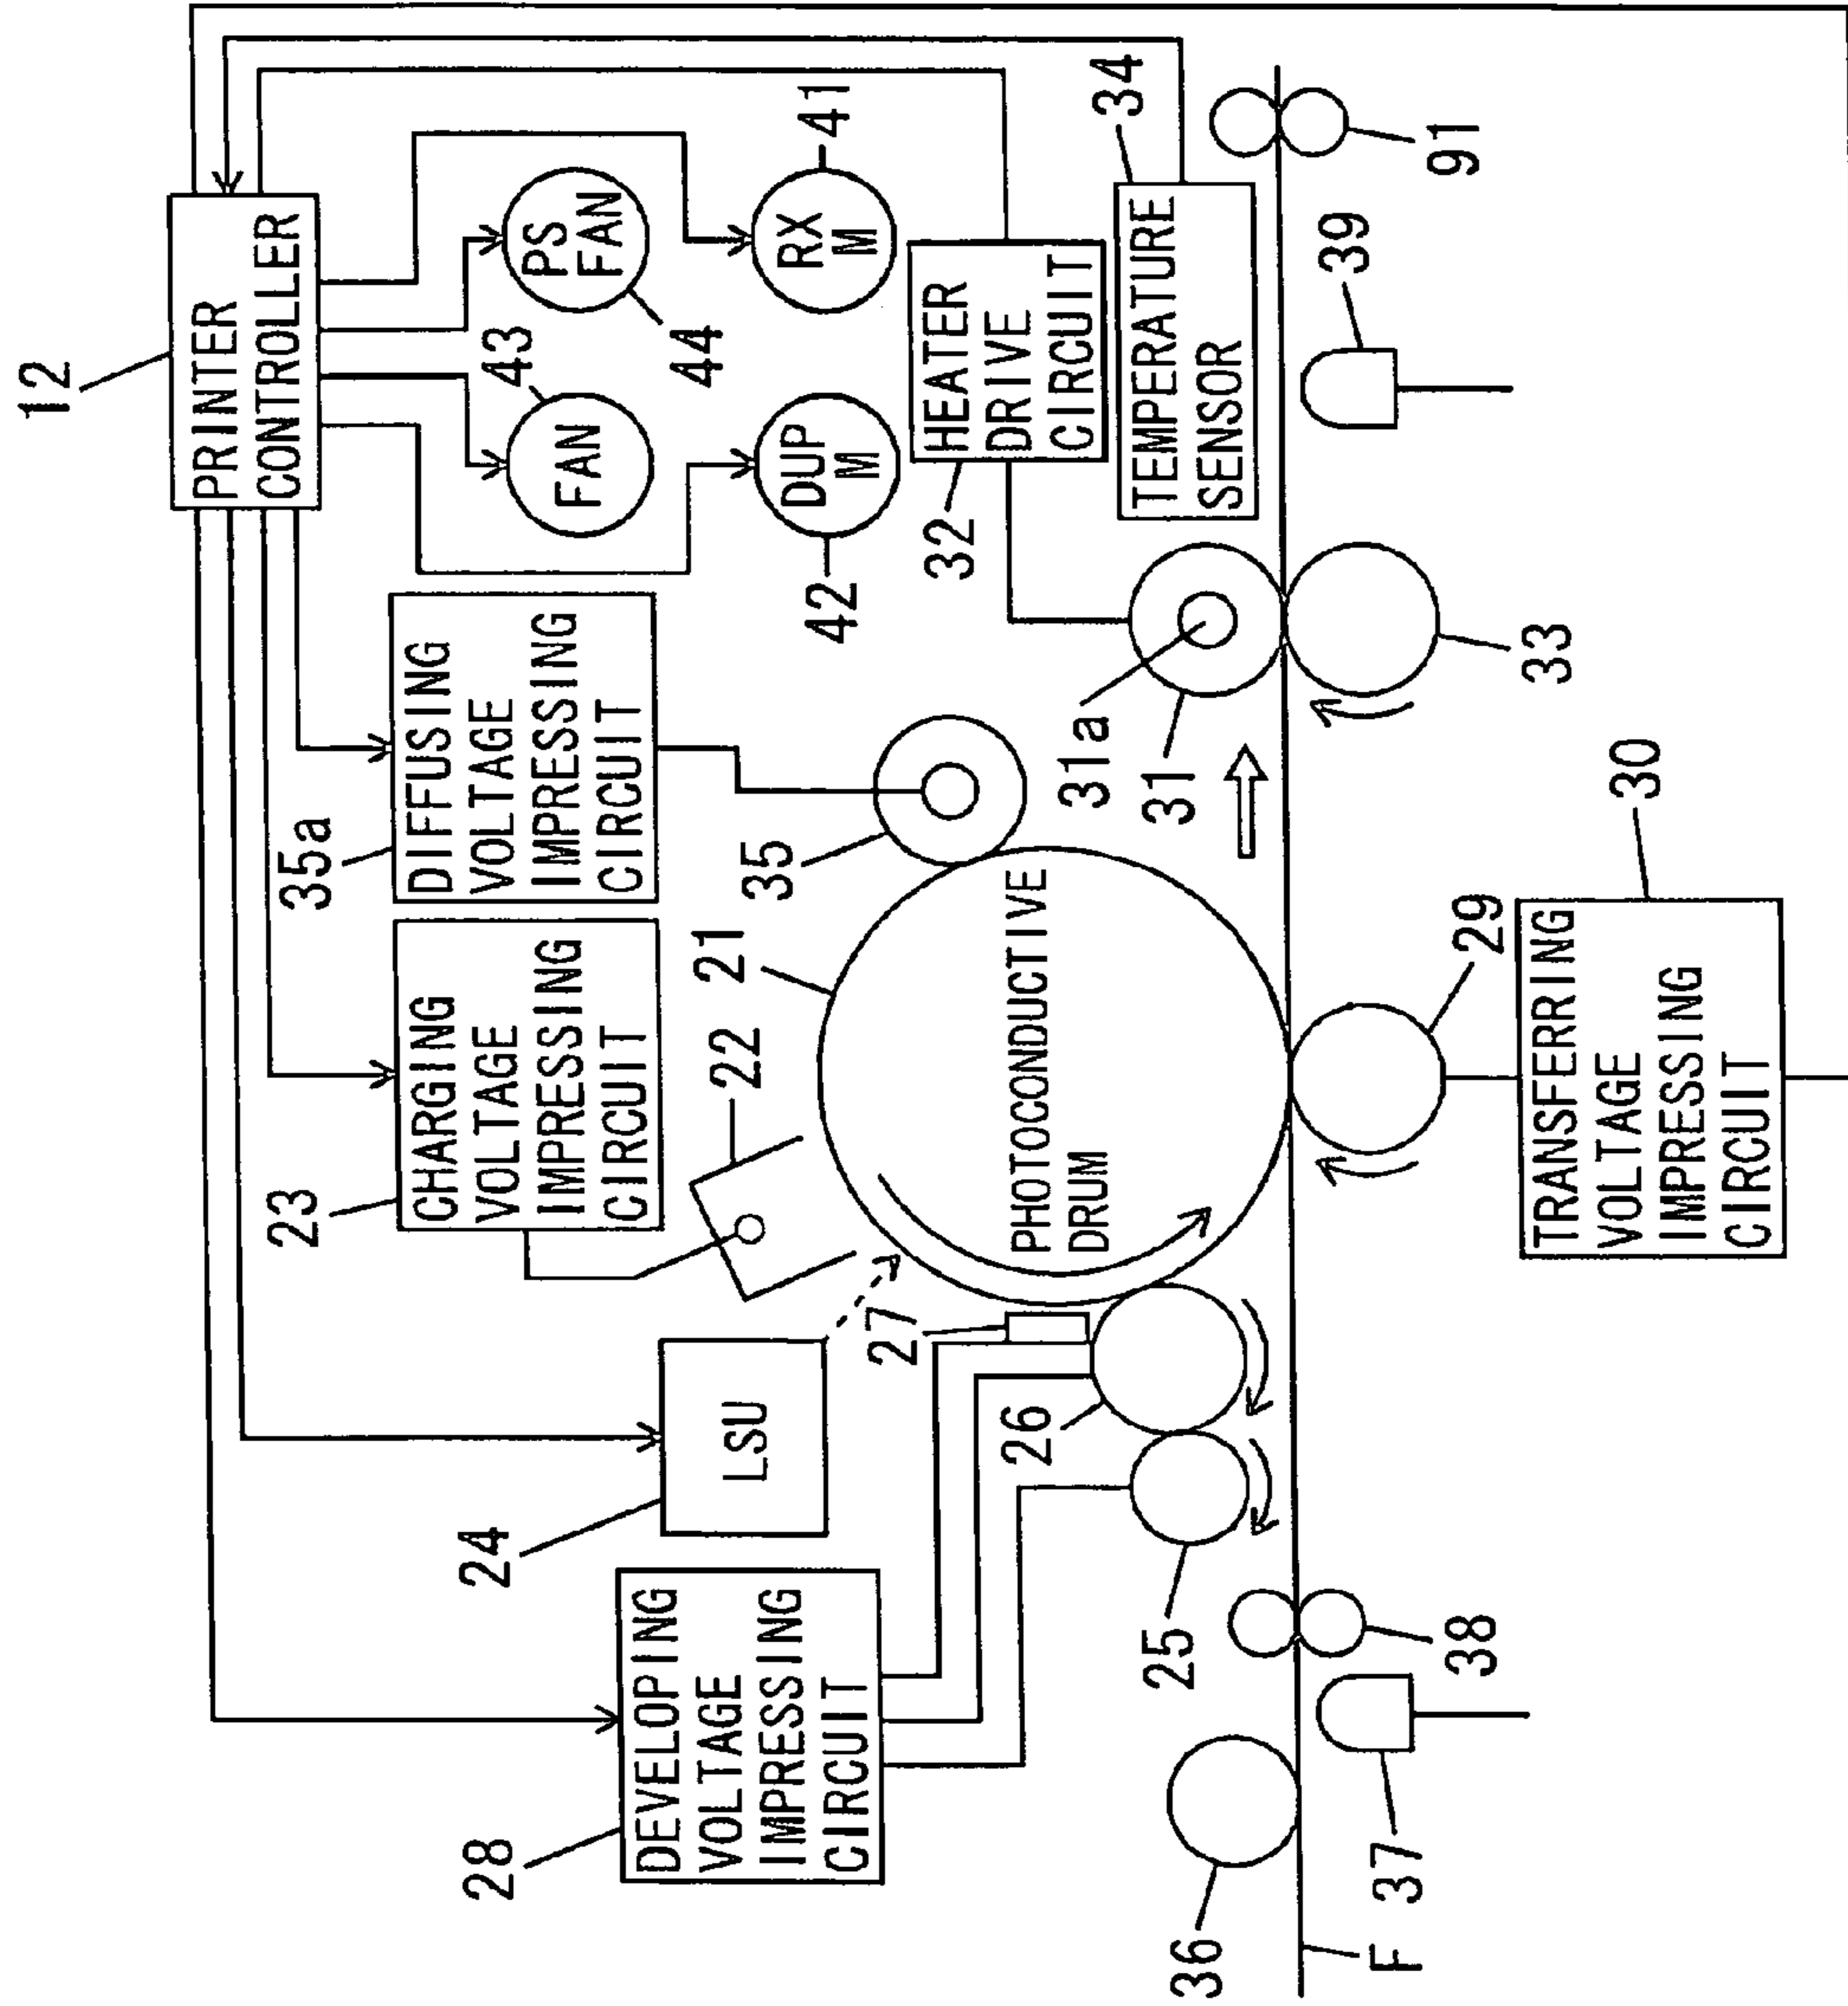 12
PRINTER
CONTROLLER
35a
DIFFUSING
VOLTAGE
IMPRESSING
CIRCUIT
23
CHARGING
VOLTAGE
IMPRESSING
CIRCUIT
24
LSU
28
DEVELOPING
VOLTAGE
IMPRESSING
CIRCUIT
43
FAN
PS
FAN
44
42
DUP
M
RX
M
41
32
HEATER
DRIVE
CIRCUIT
34
TEMPERATURE
SENSOR
22
21
35
PHOTOCONDUCTIVE
DRUM
27
26
25
31a
31
33
36
F
37
38
29
30
TRANSFERRING
VOLTAGE
IMPRESSING
CIRCUIT
39
91